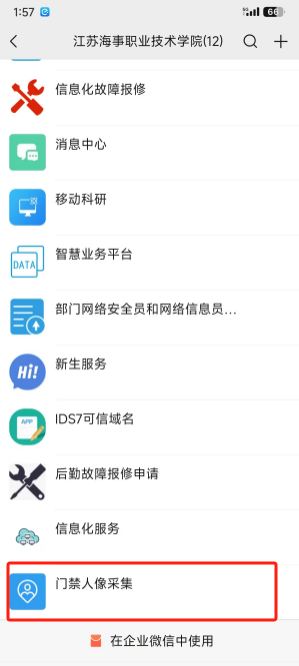 1:57
5G
66
江苏海事职业技术学院(12)
信息化故障报修
消息中心
移动科研
DATA
智慧业务平台
部门网络安全员和网络信息员...
Hi!
新生服务
APP
IDS7可信域名
后勤故障报修申请
信息化服务
门禁人像采集
在企业微信中使用